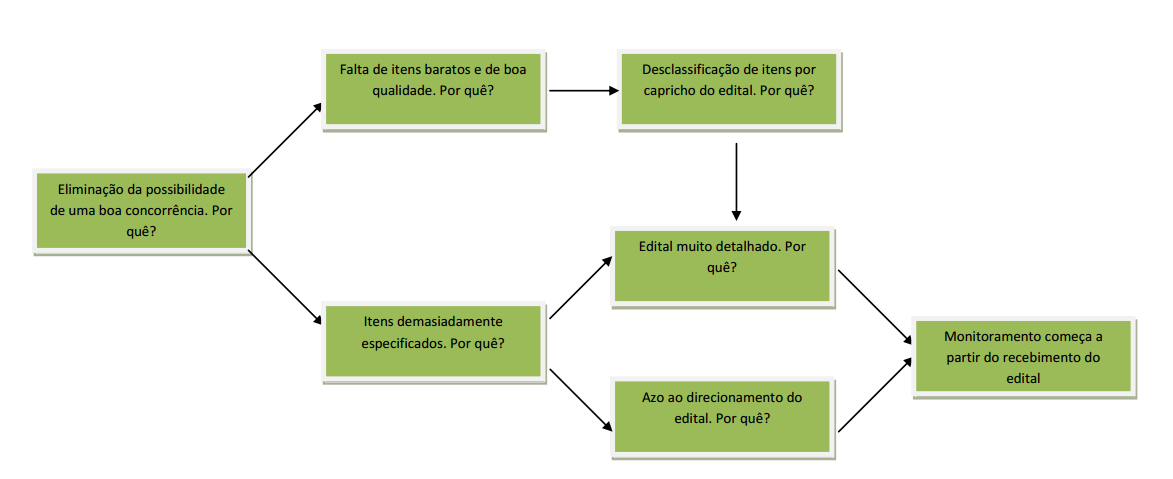 Falta de itens baratos e de boa
qualidade. Por quê?
Desclassificação de itens por
capricho do edital. Por quê?
Eliminação da possibilidade
de uma boa concorrência. Por
quê?
Edital muito detalhado. Por
quê?
Itens demasiadamente
especificados. Por quê?
Monitoramento começa a
partir do recebimento do
edital
Azo ao direcionamento do
edital. Por quê?